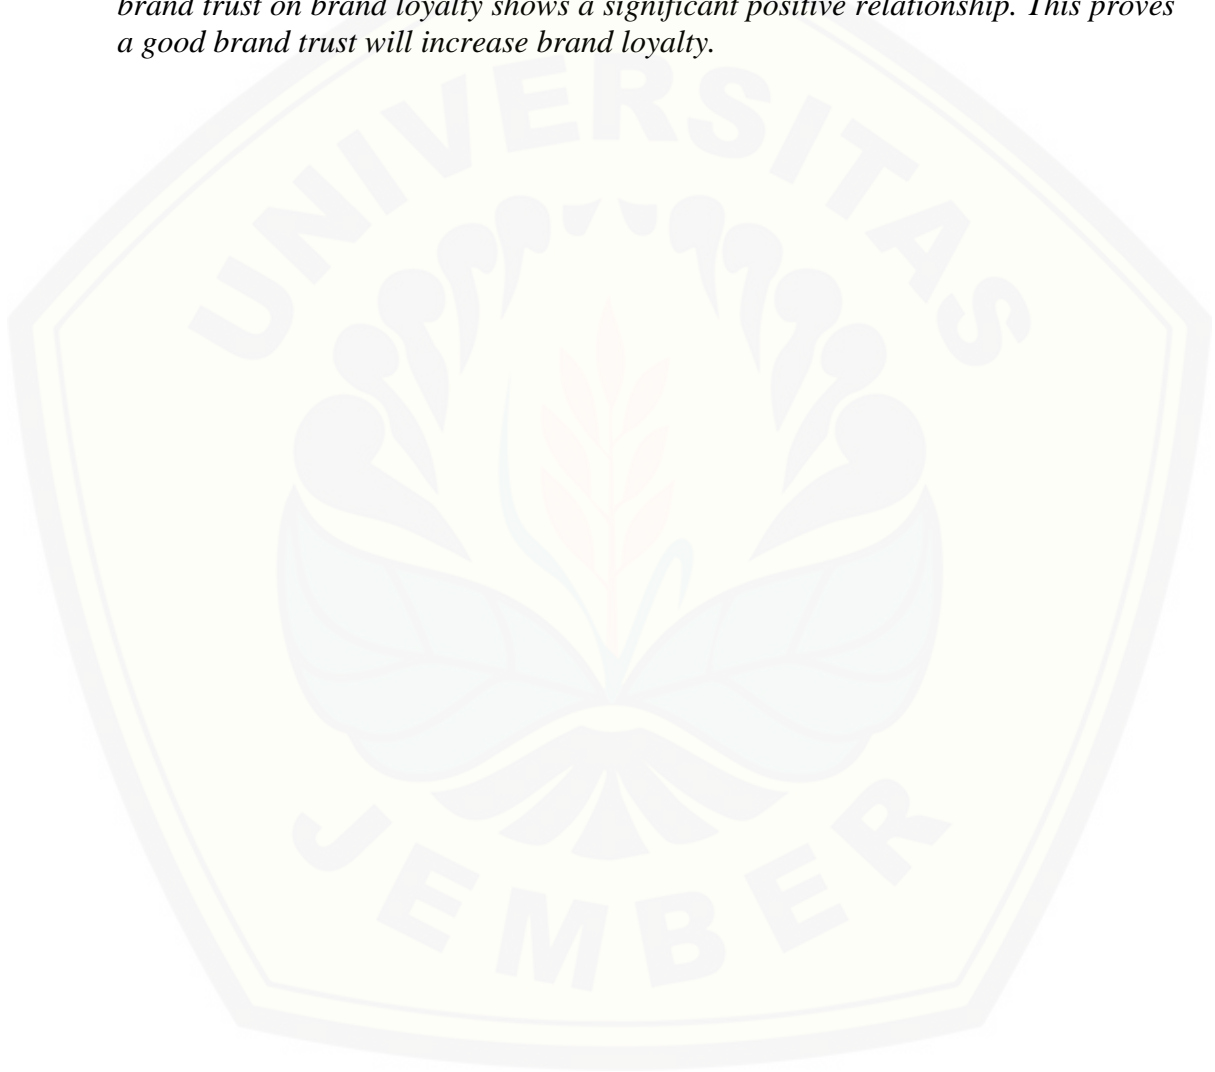 brand trust on brand loyalty shows a significant positive relationship. This proves
a good brand trust will increase brand loyalty.
UNIVERSITAS
JEMBER